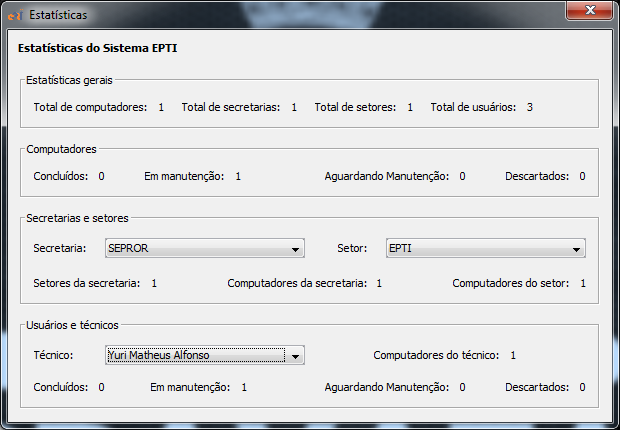 Estatísticas
Estatísticas do Sistema EPTI
Estatísticas gerais
Total de computadores: 1 Total de secretarias: 1 Total de setores: 1 Total de usuários: 3
Computadores
Concluídos: 0 Em manutenção: 1 Aguardando Manutenção: 0 Descartados: 0
Secretarias e setores
Secretaria: SEPROR Setor: EPTI
Setores da secretaria: 1 Computadores da secretaria: 1 Computadores do setor: 1
Usuários e técnicos
Técnico: Yuri Matheus Alfonso Computadores do técnico: 1
Concluídos: 0 Em manutenção: 1 Aguardando Manutenção: 0 Descartados: 0